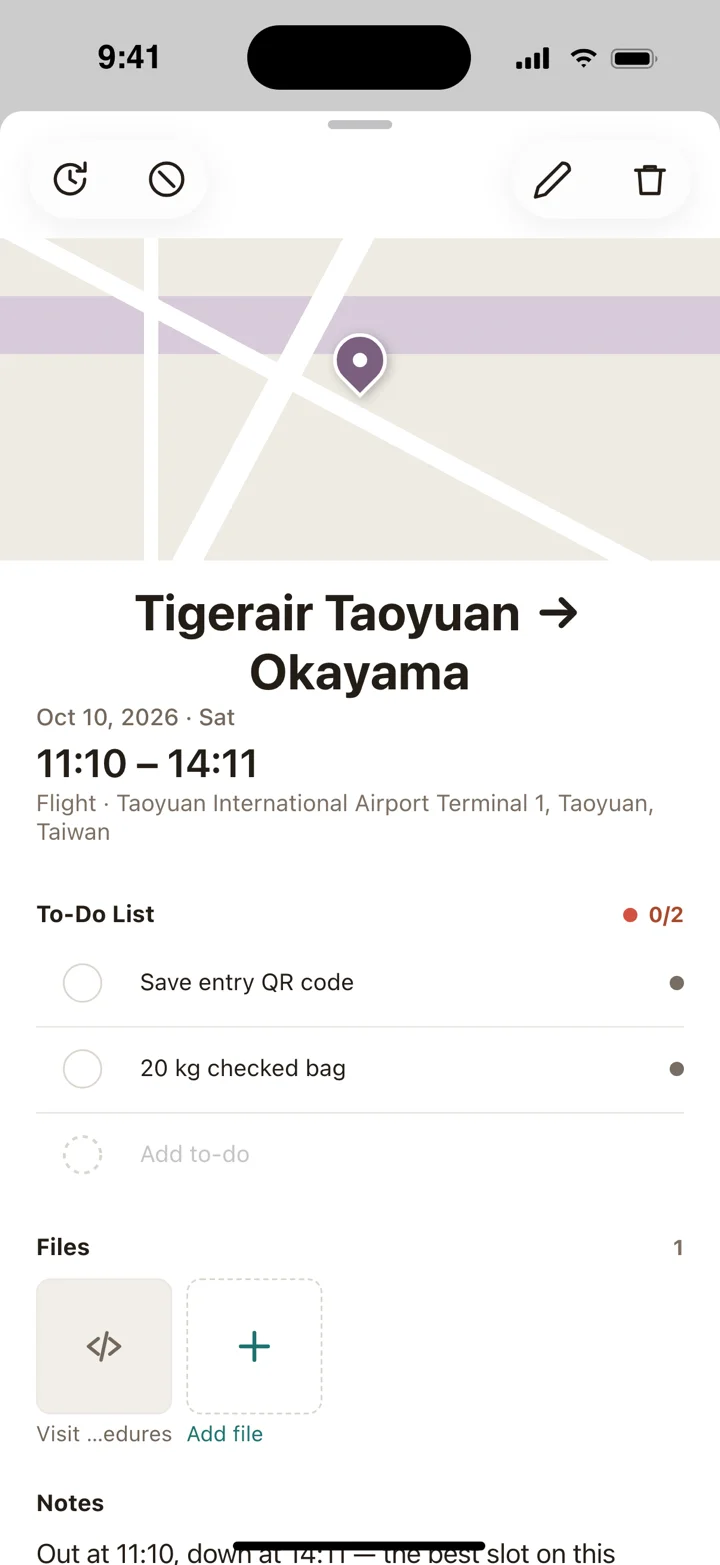 9:41
Tigerair Taoyuan →
Okayama
Oct 10, 2026 · Sat
11:10 – 14:11
Flight · Taoyuan International Airport Terminal 1, Taoyuan,
Taiwan
To-Do List
0/2
Save entry QR code
20 kg checked bag
Add to-do
Files
1
Visit ...edures
Add file
Notes
Out at 11:10, down at 14:11 — the best slot on this